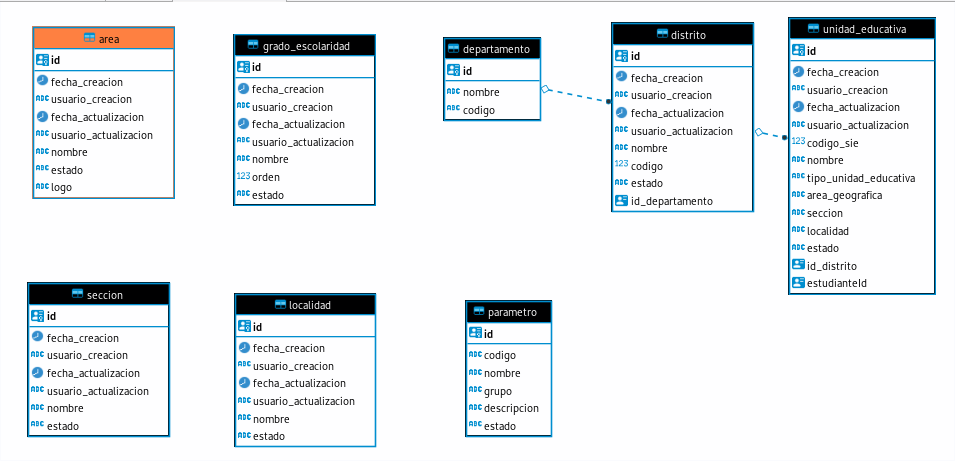 area
id
fecha_creacion
usuario_creacion
fecha_actualizacion
usuario_actualizacion
nombre
estado
logo
grado_escolaridad
id
fecha_creacion
usuario_creacion
fecha_actualizacion
usuario_actualizacion
nombre
123 orden
estado
departamento
id
nombre
codigo
distrito
id
fecha_creacion
usuario_creacion
fecha_actualizacion
usuario_actualizacion
nombre
123 codigo
estado
id_departamento
unidad_educativa
id
fecha_creacion
usuario_creacion
fecha_actualizacion
usuario_actualizacion
123 codigo_sie
nombre
tipo_unidad_educativa
area_geografica
seccion
localidad
estado
id_distrito
estudianteId
seccion
id
fecha_creacion
usuario_creacion
fecha_actualizacion
usuario_actualizacion
nombre
estado
localidad
id
fecha_creacion
usuario_creacion
fecha_actualizacion
usuario_actualizacion
nombre
estado
parametro
id
codigo
nombre
grupo
descripcion
estado